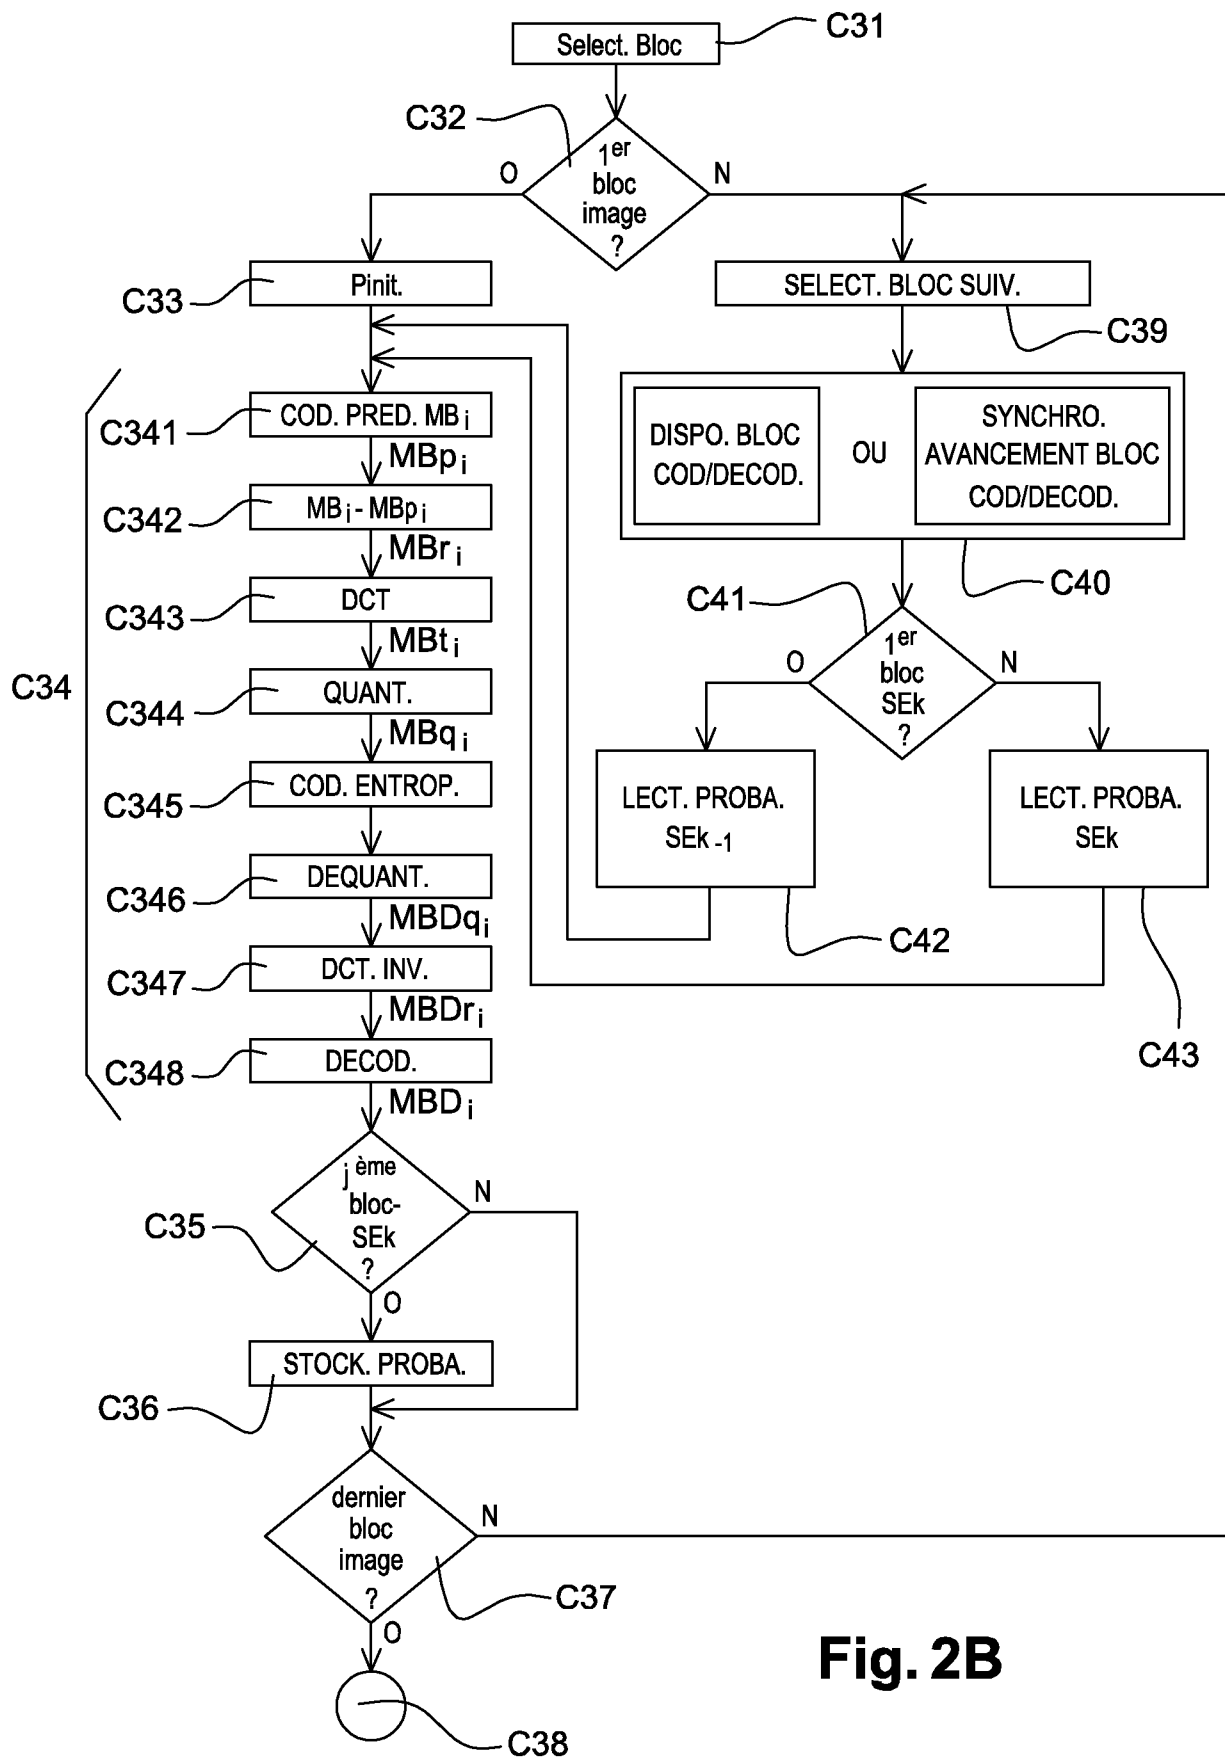 Select. Bloc
C31
C32
1er
bloc
image
?
O
N
C33
Pinit.
SELECT. BLOC SUIV.
C39
C34
C341
COD. PRED. MBi
MBpi
C342
MBi - MBpi
MBri
C343
DCT
MBti
C344
QUANT.
MBqi
C345
COD. ENTROP.
C346
DEQUANT.
MBDqi
C347
DCT. INV.
MBDri
C348
DECOD.
MBDi
DISPO. BLOC
COD/DECOD.
OU
SYNCHRO.
AVANCEMENT BLOC
COD/DECOD.
C40
C41
1er
bloc
SEk
?
O
N
LECT. PROBA.
SEk -1
C42
LECT. PROBA.
SEk
C43
C35
j ème
bloc-
SEk
?
N
O
STOCK. PROBA.
C36
dernier
bloc
image
?
N
O
C37
C38
Fig. 2B